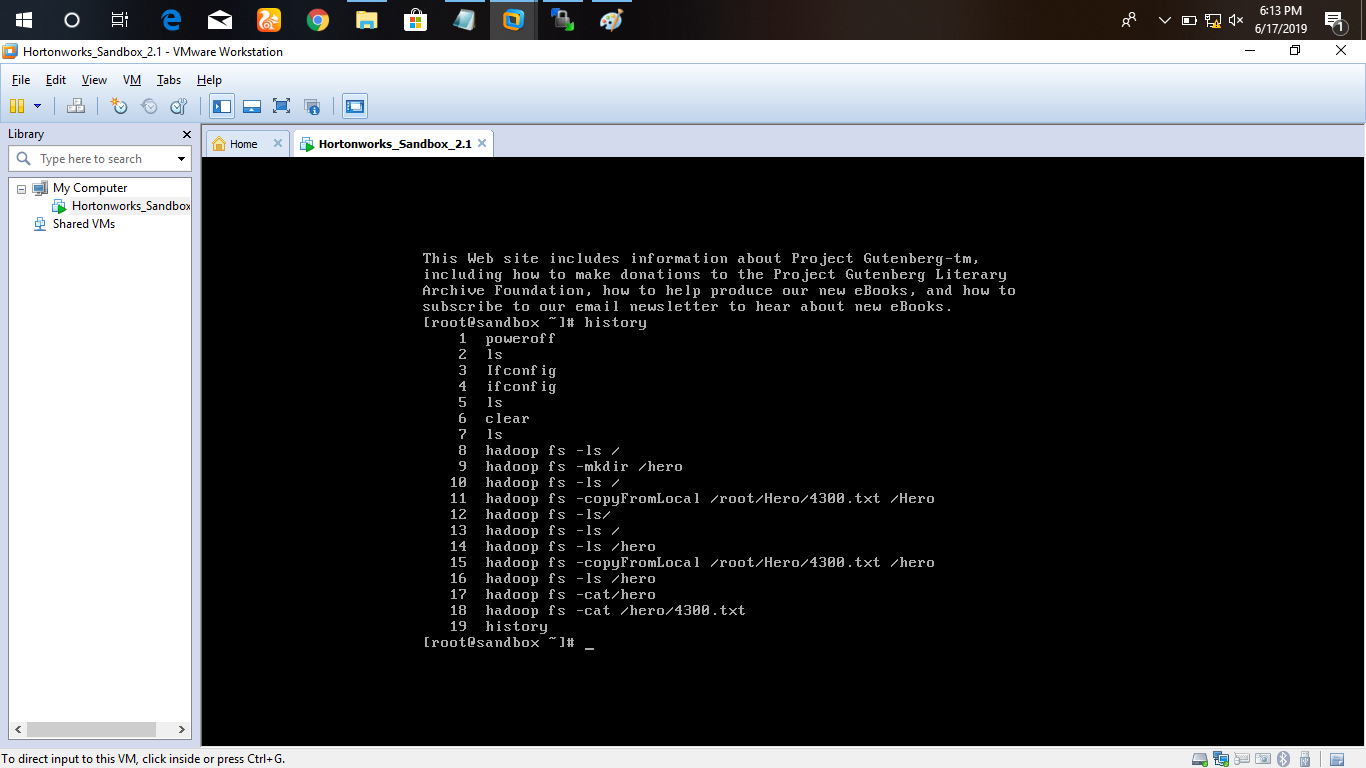 6:13 PM
6/17/2019
1
Hortonworks_Sandbox_2.1 - VMware Workstation
File Edit View VM Tabs Help
Library
Type here to search
My Computer
Hortonworks_Sandbox
Shared VMs
Home
Hortonworks_Sandbox_2.1
This Web site includes information about Project Gutenberg-tm,
including how to make donations to the Project Gutenberg Literary
Archive Foundation, how to help produce our new eBooks, and how to
subscribe to our email newsletter to hear about new eBooks.
[root@sandbox ~]# history
1 poweroff
2 ls
3 Ifconfig
4 ifconfig
5 ls
6 clear
7 ls
8 hadoop fs -ls /
9 hadoop fs -mkdir /hero
10 hadoop fs -ls /
11 hadoop fs -copyFromLocal /root/Hero/4300.txt /Hero
12 hadoop fs -ls/
13 hadoop fs -ls /
14 hadoop fs -ls /hero
15 hadoop fs -copyFromLocal /root/Hero/4300.txt /hero
16 hadoop fs -ls /hero
17 hadoop fs -cat/hero
18 hadoop fs -cat /hero/4300.txt
19 history
[root@sandbox ~]# _
To direct input to this VM, click inside or press Ctrl+G.